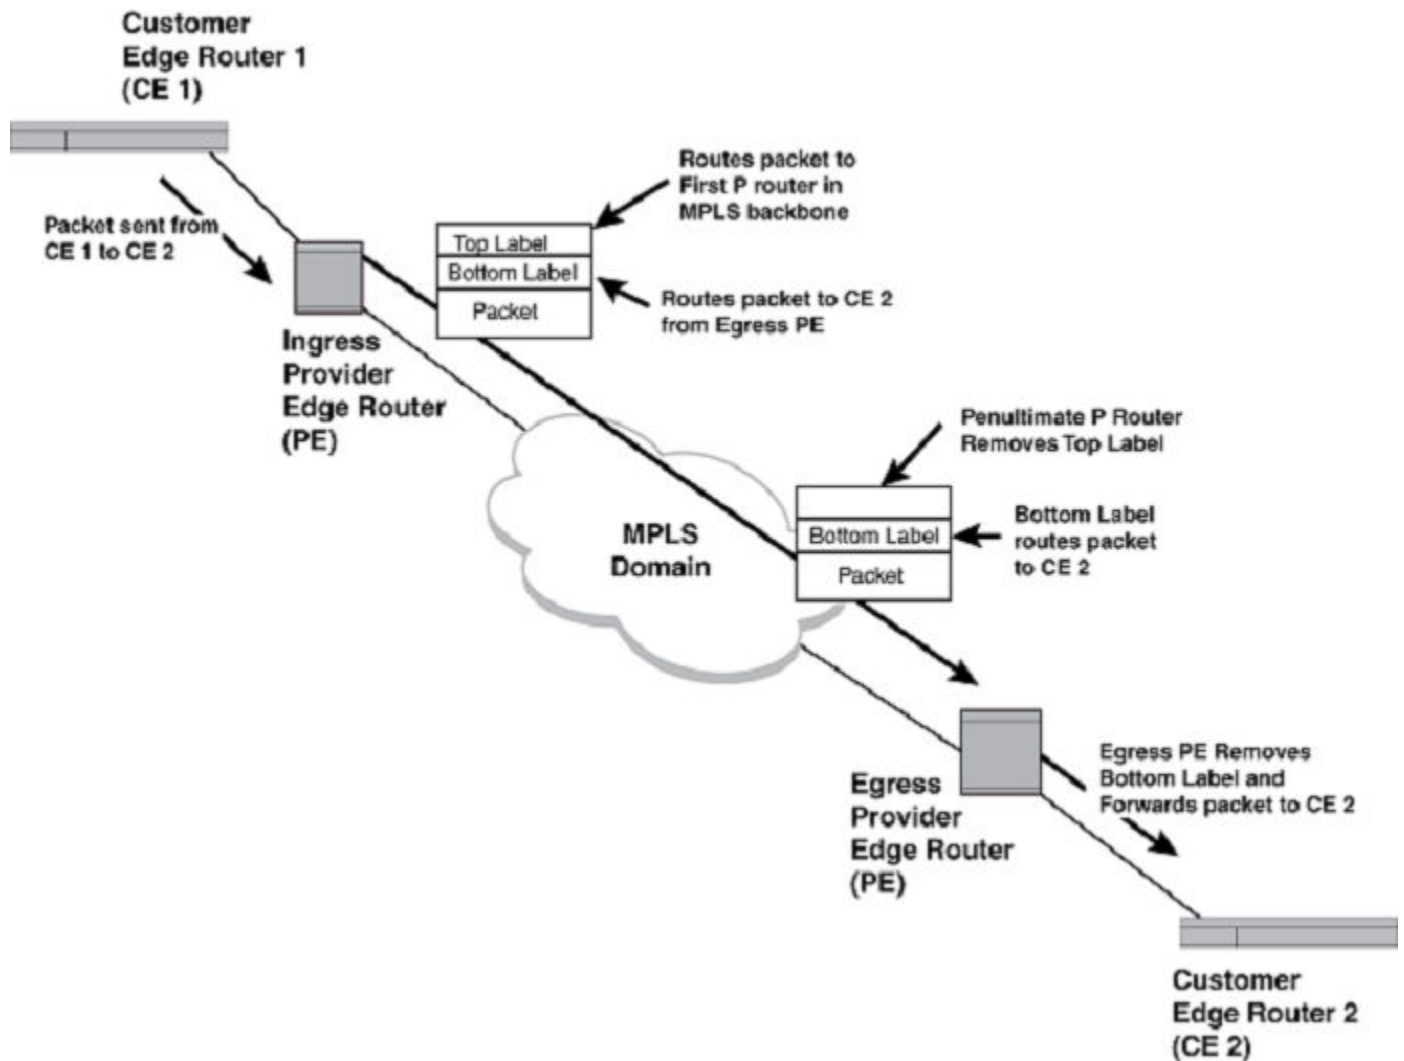 Customer
Edge Router 1
(CE 1)
Packet sent from
CE 1 to CE 2
Routes packet to
First P router in
MPLS backbone
Top Label
Bottom Label
Packet
Routes packet to CE 2
from Egress PE
Ingress
Provider
Edge Router
(PE)
MPLS
Domain
Penultimate P Router
Removes Top Label
Bottom Label
Packet
Bottom Label
routes packet
to CE 2
Egress
Provider
Edge Router
(PE)
Egress PE Removes
Bottom Label and
Forwards packet to CE 2
Customer
Edge Router 2
(CE 2)